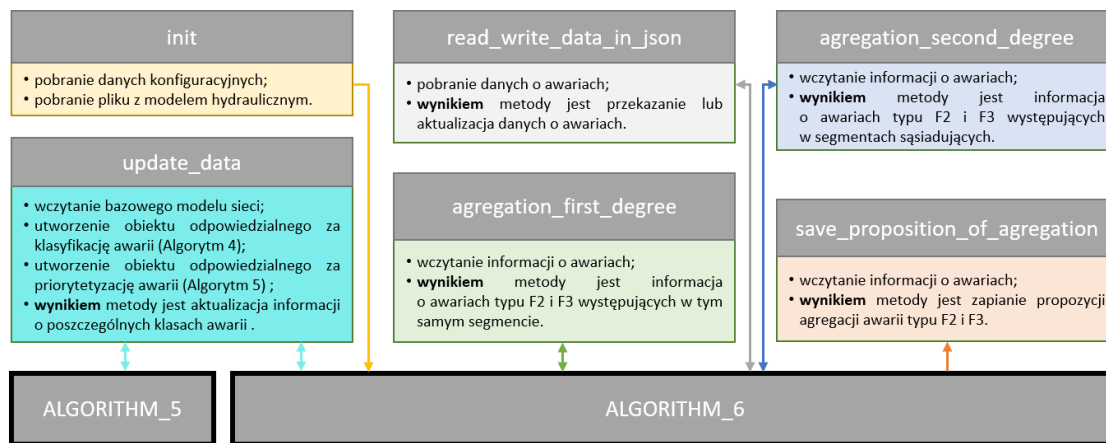 init
• pobranie danych konfiguracyjnych;
• pobranie pliku z modelem hydraulicznym.
update_data
• wczytanie bazowego modelu sieci;
• utworzenie obiektu odpowiedzialnego za
klasyfikację awarii (Algorytm 4);
• utworzenie obiektu odpowiedzialnego za
priorytetyzację awarii (Algorytm 5) ;
• wynikiem metody jest aktualizacja informacji
o poszczególnych klasach awarii .
read_write_data_in_json
• pobranie danych o awariach;
• wynikiem metody jest przekazanie lub
aktualizacja danych o awariach.
agregation_first_degree
• wczytanie informacji o awariach;
• wynikiem metody jest informacja
o awariach typu F2 i F3 występujących w tym
samym segmencie.
agregation_second_degree
• wczytanie informacji o awariach;
• wynikiem metody jest informacja
o awariach typu F2 i F3 występujących
w segmentach sąsiadujących.
save_proposition_of_agregation
• wczytanie informacji o awariach;
• wynikiem metody jest zapianie propozycji
agregacji awarii typu F2 i F3.
ALGORITHM_5
ALGORITHM_6